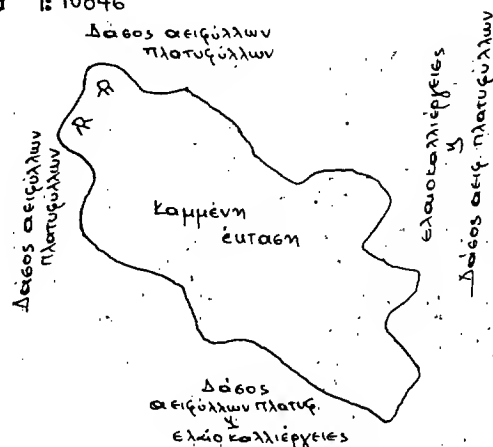 1: 10046
Δάσος αειφύλλων
πλατυφύλλων
Δάσος αειφύλλων
πλατυφύλλων
Καμμένη
έκταση
Ελαιοκαλλιέργειες
Δάσος αειφ. πλατυφύλλων
Δάσος
αειφύλλων πλατυφ.
Ελαιοκαλλιέργειες